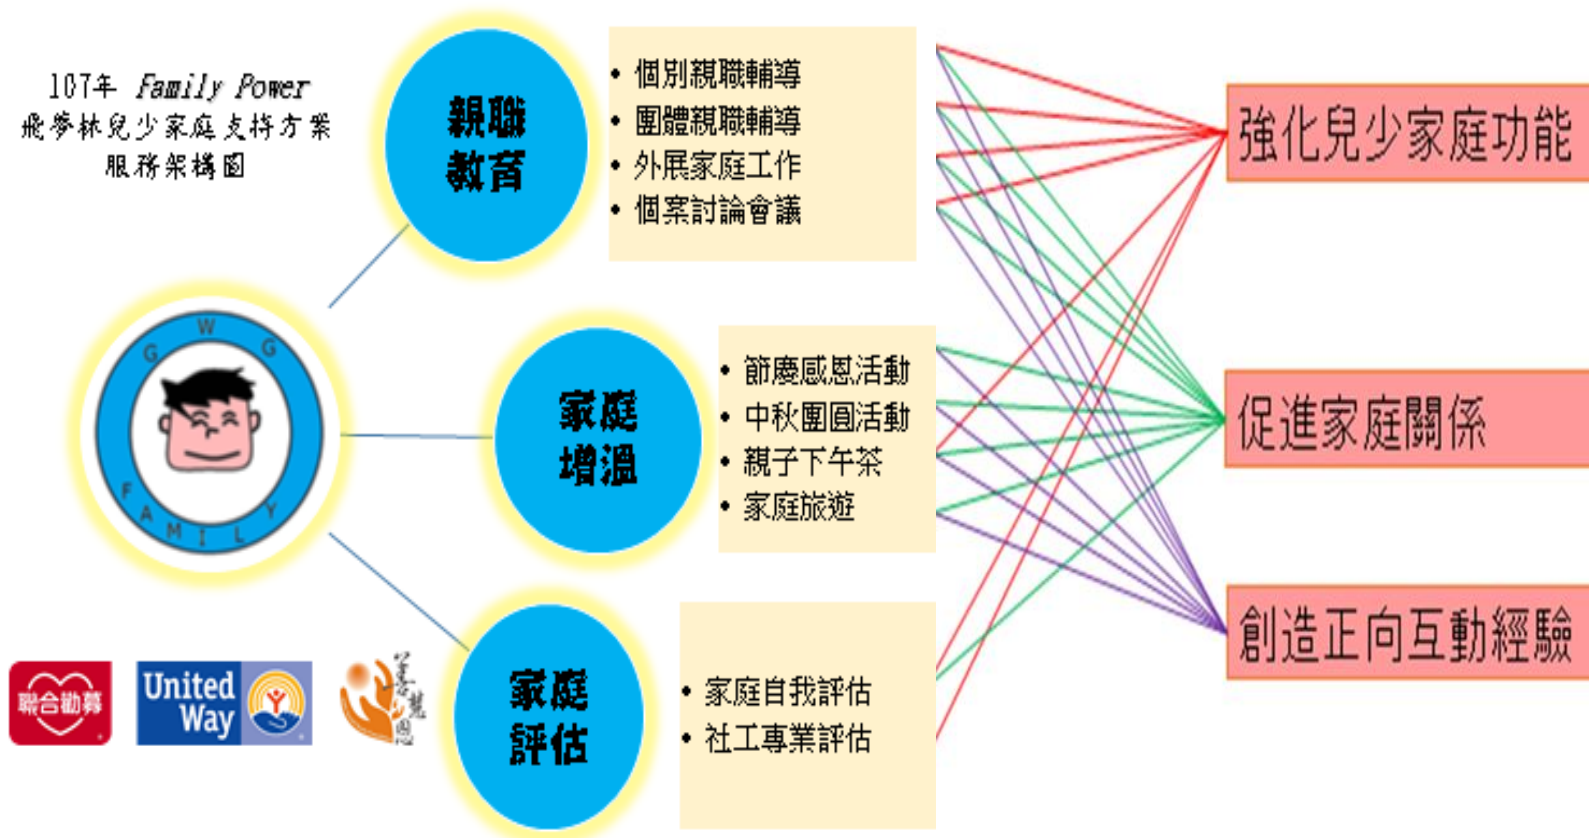 107年 Family Power
飛夢林兒少家庭支持方案
服務架構圖
親職
教育
• 個別親職輔導
• 團體親職輔導
• 外展家庭工作
• 個案討論會議
強化兒少家庭功能
GWG
FAMILY
家庭
增溫
• 節慶感恩活動
• 中秋團圓活動
• 親子下午茶
• 家庭旅遊
促進家庭關係
創造正向互動經驗
家庭
評估
• 家庭自我評估
• 社工專業評估
聯合勸募
United
Way
善慧恩